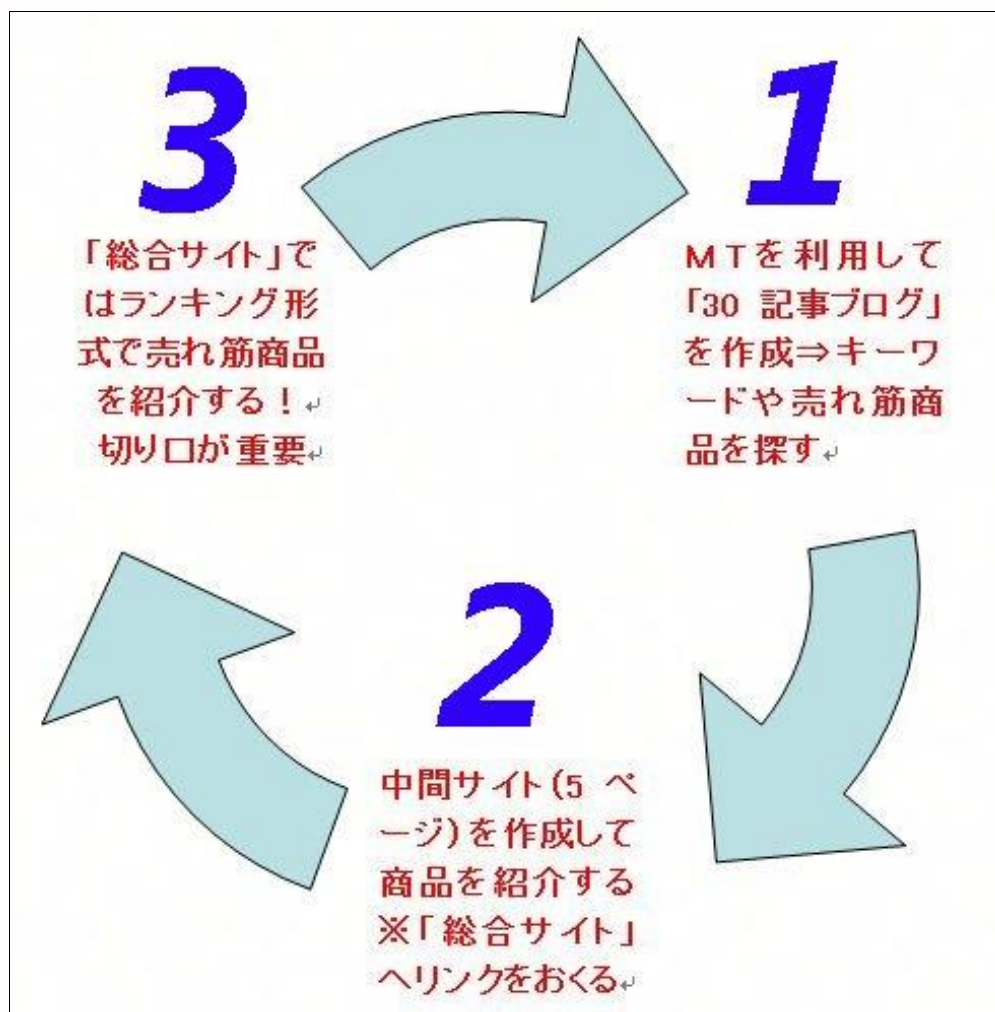 3
「総合サイト」で
はランキング形
式で売れ筋商品
を紹介する！
切り口が重要
1
ＭＴを利用して
「30 記事ブログ」
を作成⇒キーワ
ードや売れ筋商
品を探す
2
中間サイト(5 ペ
ージ)を作成して
商品を紹介する
※「総合サイト」
へリンクをおくる